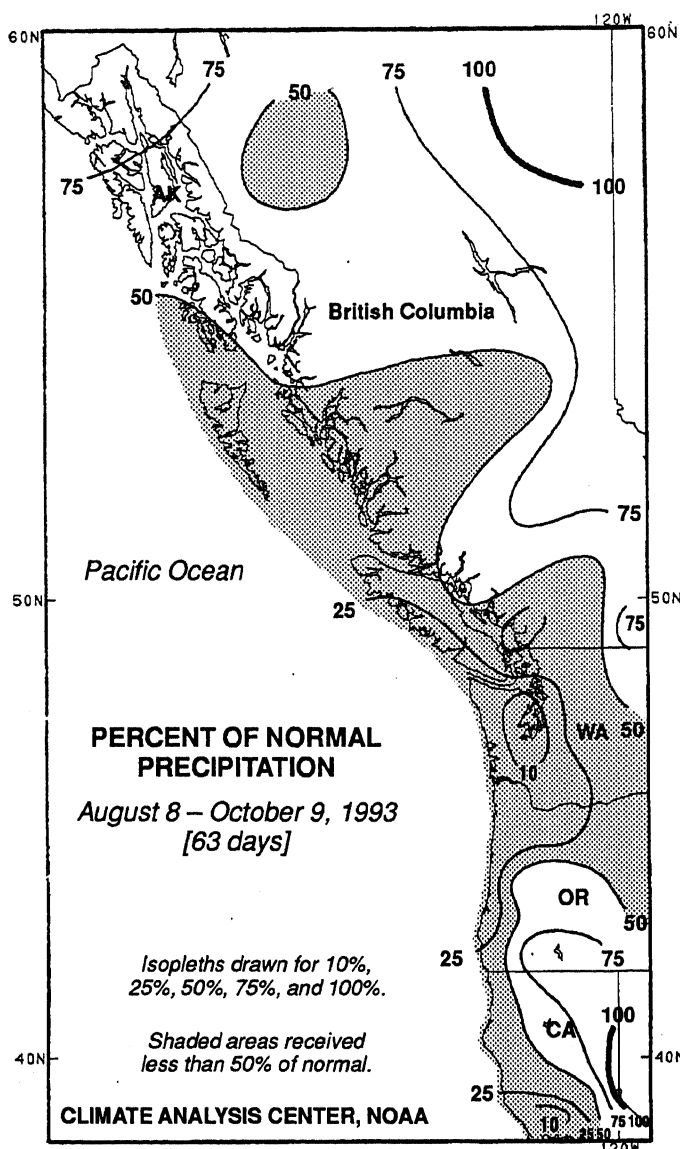 120W
60N
60N
75
75
100
50
100
75
AK
50
British Columbia
75
Pacific Ocean
50N
25
50N
75
WA
50
10
PERCENT OF NORMAL
PRECIPITATION
August 8 – October 9, 1993
[63 days]
OR
50
25
75
Isopleths drawn for 10%,
25%, 50%, 75%, and 100%.
100
CA
Shaded areas received
less than 50% of normal.
40N
40N
25
CLIMATE ANALYSIS CENTER, NOAA
10
25
50
75
100
120W